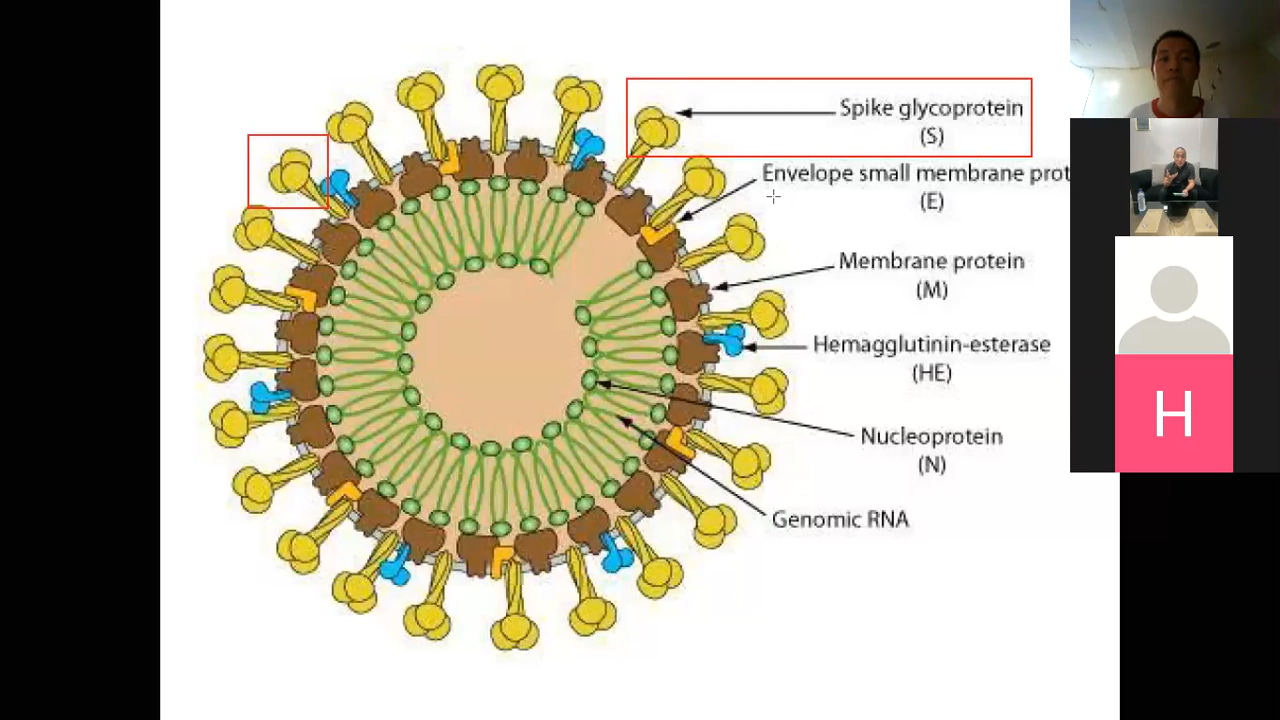 Spike glycoprotein
(S)
Envelope small membrane prot
(E)
Membrane protein
(M)
Hemagglutinin-esterase
(HE)
Nucleoprotein
(N)
Genomic RNA
H